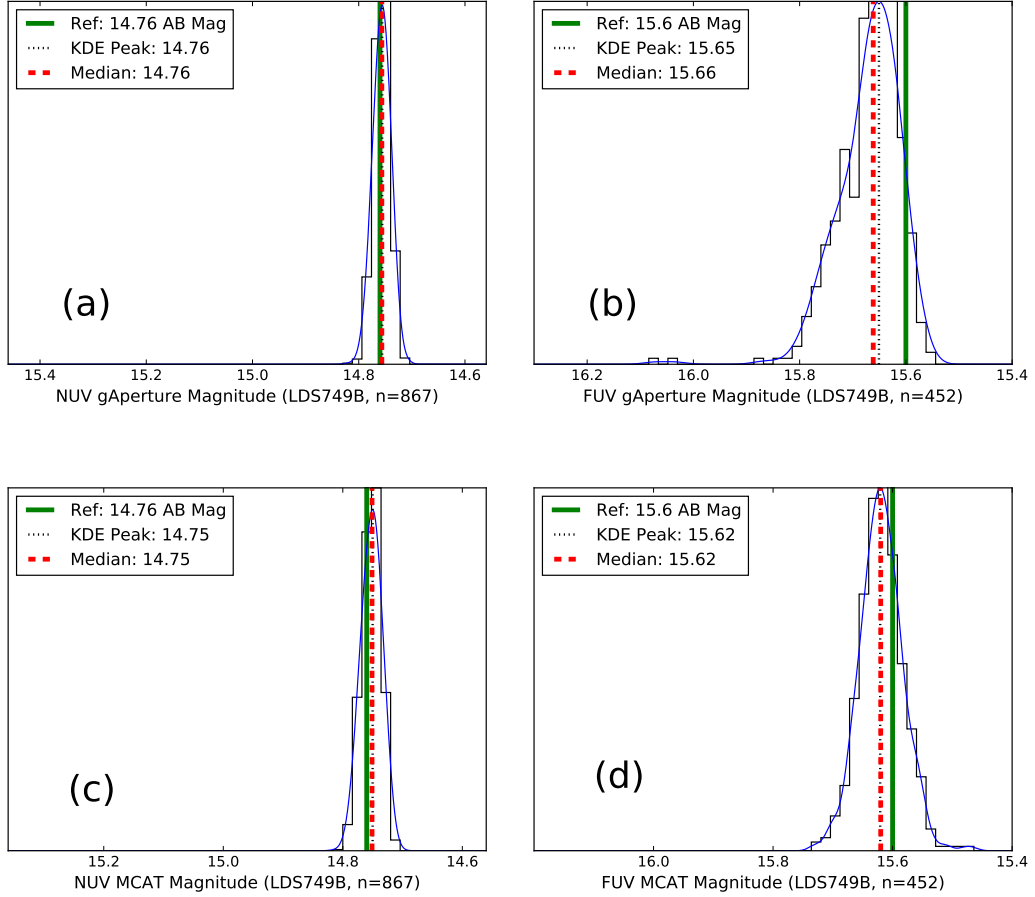 Ref: 14.76 AB Mag
KDE Peak: 14.76
Median: 14.76
(a)
15.4 15.2 15.0 14.8 14.6
NUV gAperture Magnitude (LDS749B, n=867)
Ref: 15.6 AB Mag
KDE Peak: 15.65
Median: 15.66
(b)
16.2 16.0 15.8 15.6 15.4
FUV gAperture Magnitude (LDS749B, n=452)
Ref: 14.76 AB Mag
KDE Peak: 14.75
Median: 14.75
(c)
15.2 15.0 14.8 14.6
NUV MCAT Magnitude (LDS749B, n=867)
Ref: 15.6 AB Mag
KDE Peak: 15.62
Median: 15.62
(d)
16.0 15.8 15.6 15.4
FUV MCAT Magnitude (LDS749B, n=452)